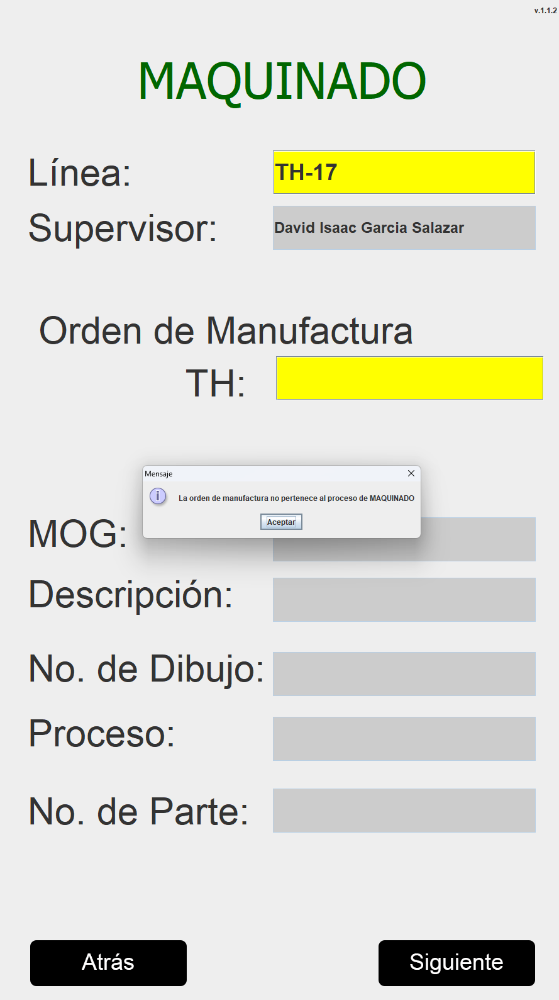 v.1.1.2
MAQUINADO
Línea:
TH-17
Supervisor:
David Isaac Garcia Salazar
Orden de Manufactura
TH:
Mensaje
La orden de manufactura no pertenece al proceso de MAQUINADO
Aceptar
MOG:
Descripción:
No. de Dibujo:
Proceso:
No. de Parte:
Atrás
Siguiente